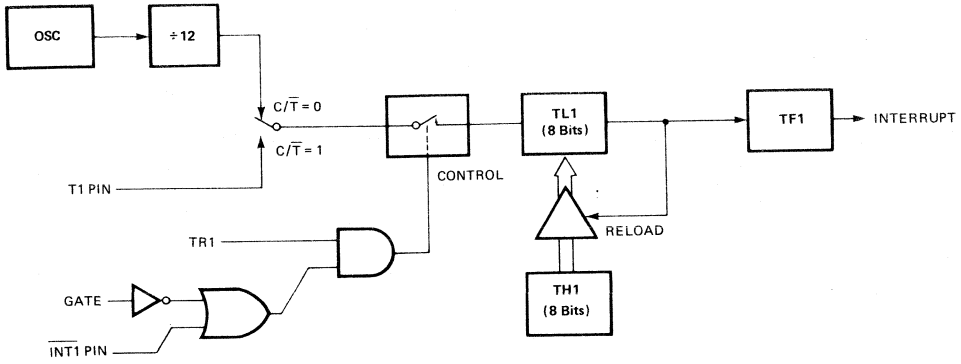 OSC
÷12
C/T̅ = 0
C/T̅ = 1
T1 PIN
CONTROL
TL1
(8 Bits)
TF1
INTERRUPT
RELOAD
TR1
TH1
(8 Bits)
GATE
I̅N̅T̅1̅ PIN